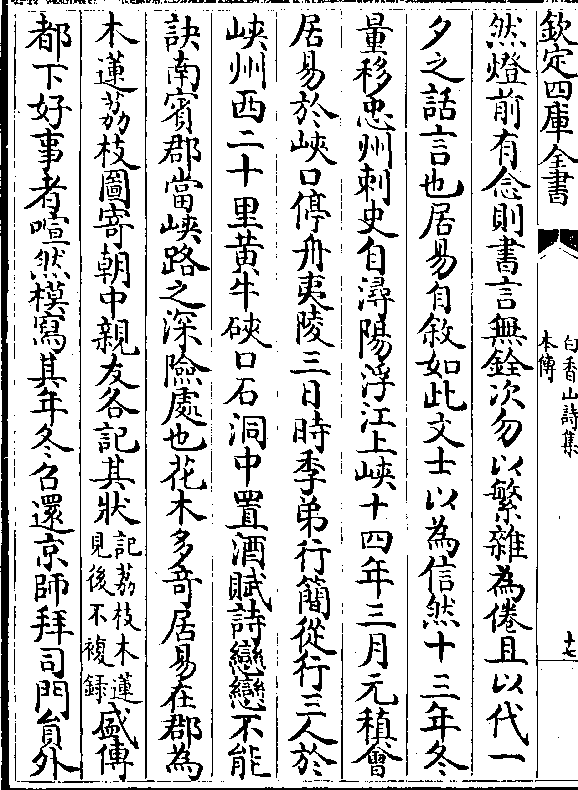 欽定四庫全書
白香山詩集
本傳
十七
然燈前有念則書言無銓次勿以繁雜為倦且以代一
夕之話言也居易自敘如此文士以為信然十三年冬
量移忠州刺史自潯陽浮江上峽十四年三月元稹會
居易於峽口停舟夷陵三日時季弟行簡從行三人於
峽州西二十里黄牛硤口石洞中置酒賦詩戀戀不能
訣南賓郡當峽路之深險處也花木多奇居易在郡為
木蓮荔枝圖寄朝中親友各記其狀記荔枝木蓮見後不複錄盛傳
都下好事者喧然模寫其年冬召還京師拜司門員外